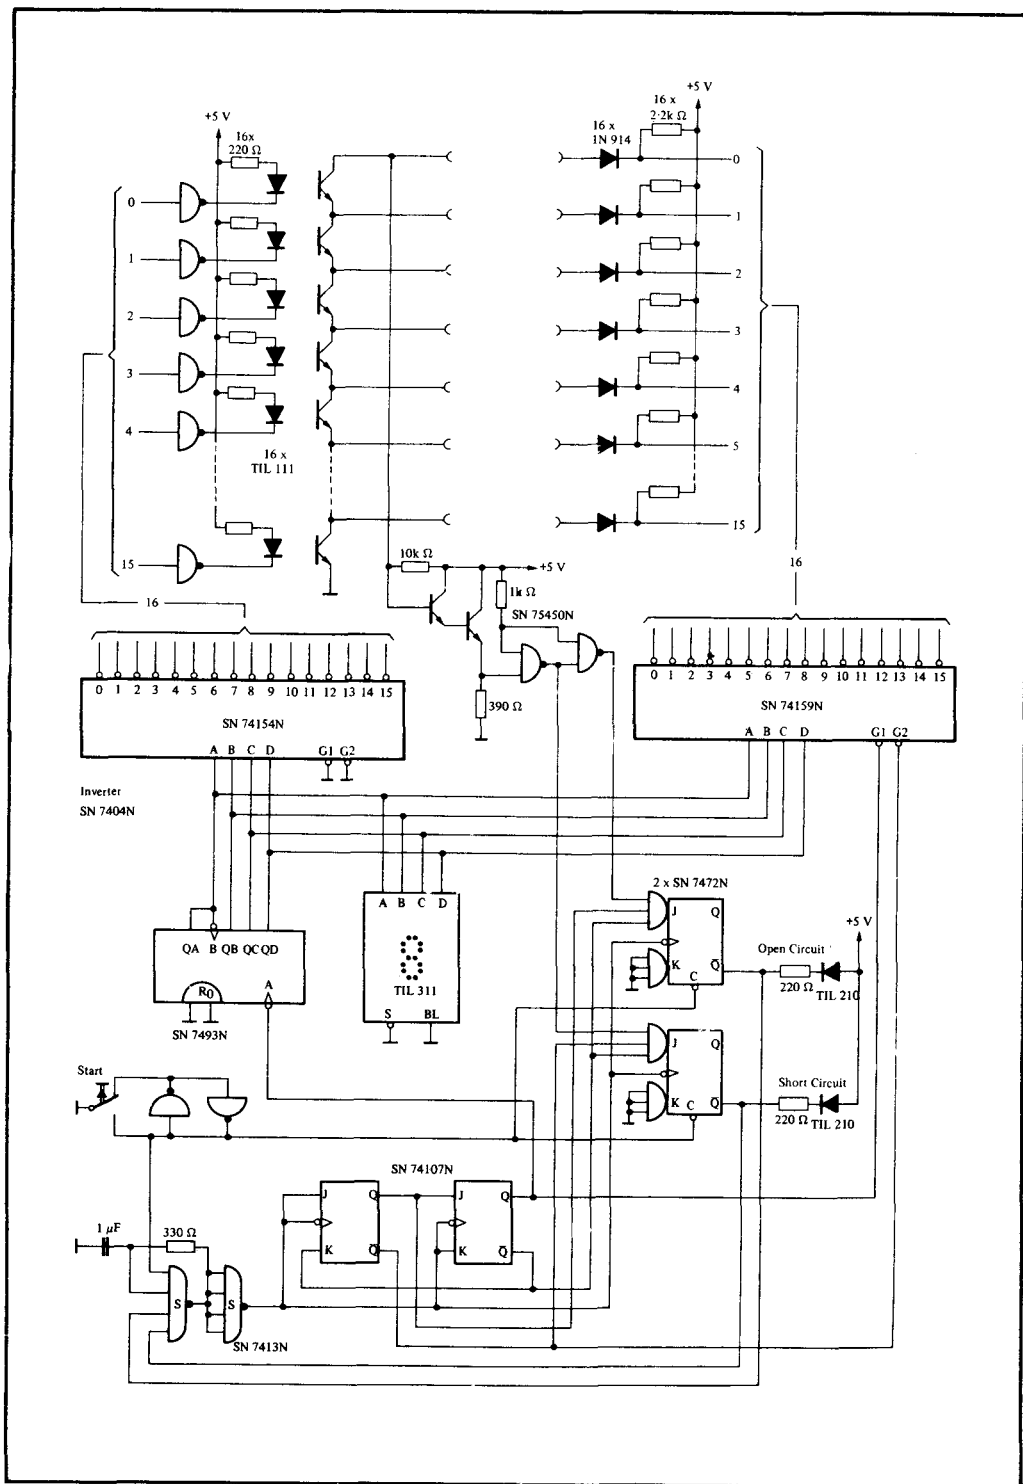 +5 V
+5 V
16x
220 Ω
16 x
1N 914
16 x
2·2k Ω
0
1
2
3
4
15
16 x
TIL 111
0
1
2
3
4
5
15
10k Ω
+5 V
1k Ω
SN 75450N
390 Ω
16
16
0 1 2 3 4 5 6 7 8 9 10 11 12 13 14 15
SN 74154N
A B C D G1 G2
0 1 2 3 4 5 6 7 8 9 10 11 12 13 14 15
SN 74159N
A B C D G1 G2
Inverter
SN 7404N
QA B QB QC QD
R0 A
SN 7493N
A B C D
TIL 311
S BL
2 x SN 7472N
J Q
K Q̄
C
Open Circuit
220 Ω
TIL 210
+5 V
J Q
K Q̄
C
Short Circuit
220 Ω
TIL 210
Start
SN 74107N
J Q
K Q̄
J Q
K Q̄
1 µF
330 Ω
S
S
SN 7413N